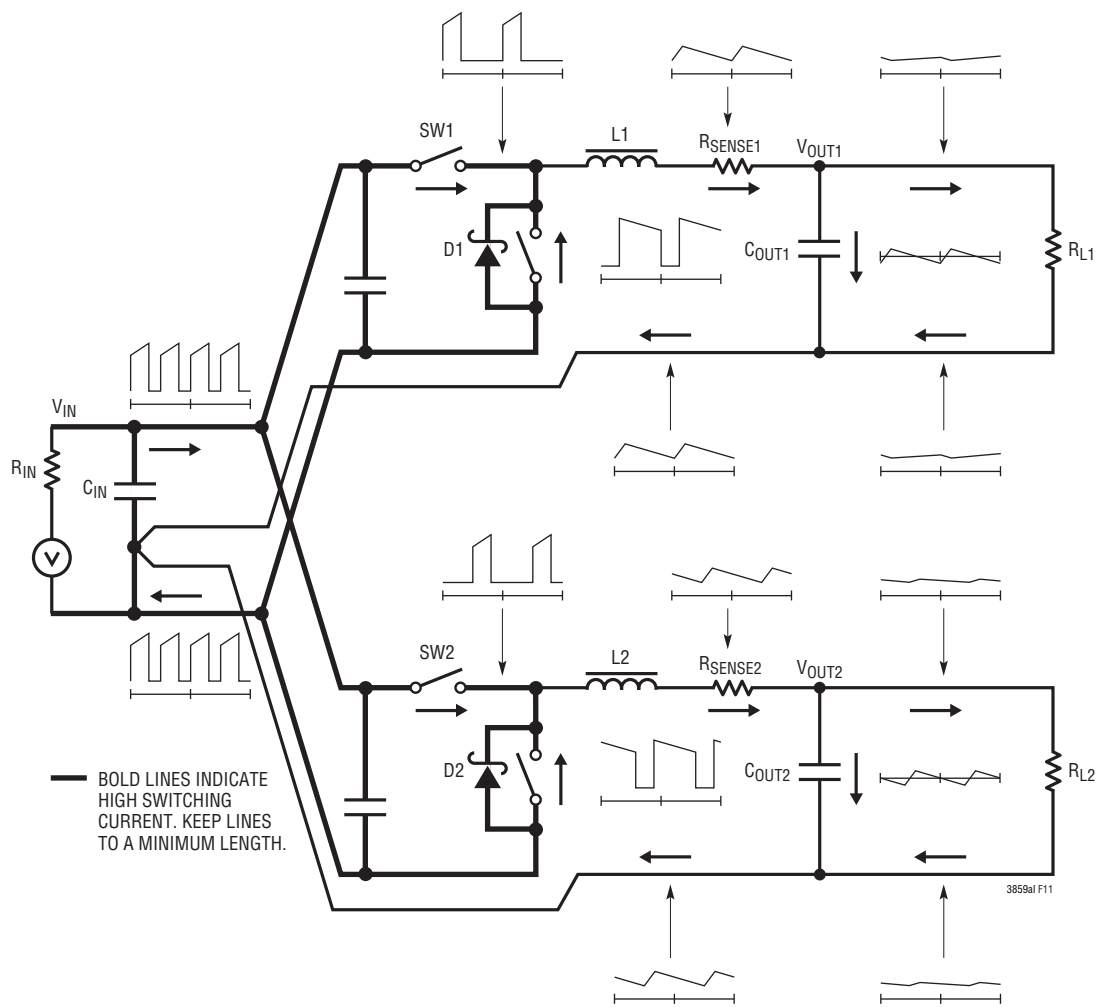 SW1
L1
RSENSE1
VOUT1
D1
COUT1
RL1
VIN
RIN
CIN
V
SW2
L2
RSENSE2
VOUT2
D2
COUT2
RL2
BOLD LINES INDICATE
HIGH SWITCHING
CURRENT. KEEP LINES
TO A MINIMUM LENGTH.
3859al F11